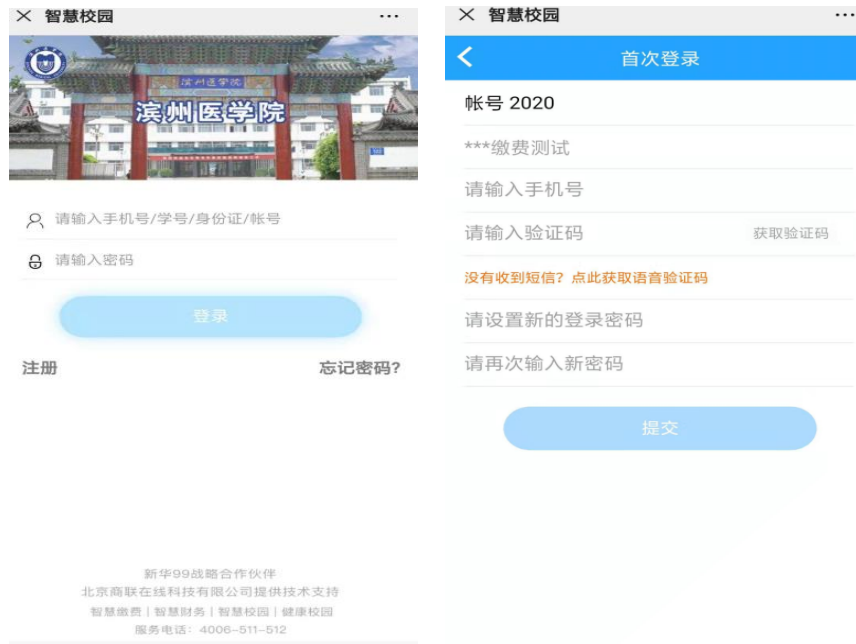 智慧校园
滨州医学院
滨州医学院
请输入手机号/学号/身份证/帐号
请输入密码
登录
注册
忘记密码?
新华99战略合作伙伴
北京商联在线科技有限公司提供技术支持
智慧缴费 | 智慧财务 | 智慧校园 | 健康校园
服务电话：4006-511-512
智慧校园
首次登录
帐号 2020
***缴费测试
请输入手机号
请输入验证码
获取验证码
没有收到短信？点此获取语音验证码
请设置新的登录密码
请再次输入新密码
提交